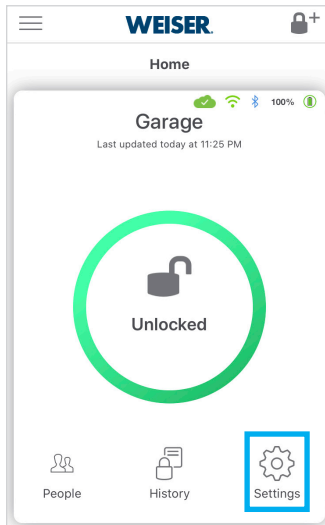 WEISER
Home
100%
Garage
Last updated today at 11:25 PM
Unlocked
People
History
Settings